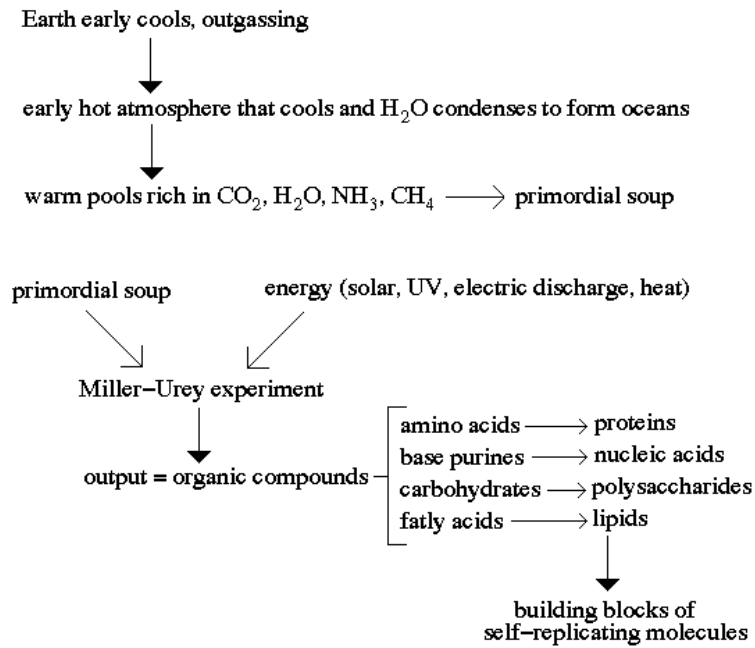 Earth early cools, outgassing
early hot atmosphere that cools and H₂O condenses to form oceans
warm pools rich in CO₂, H₂O, NH₃, CH₄ primordial soup
primordial soup energy (solar, UV, electric discharge, heat)
Miller–Urey experiment
output = organic compounds
amino acids proteins
base purines nucleic acids
carbohydrates polysaccharides
fatly acids lipids
building blocks of
self–replicating molecules